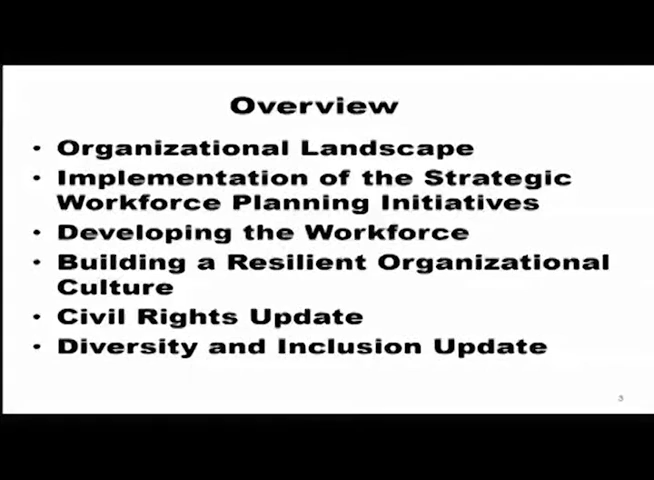 Overview
• Organizational Landscape
• Implementation of the Strategic
Workforce Planning Initiatives
• Developing the Workforce
• Building a Resilient Organizational
Culture
• Civil Rights Update
• Diversity and Inclusion Update
3